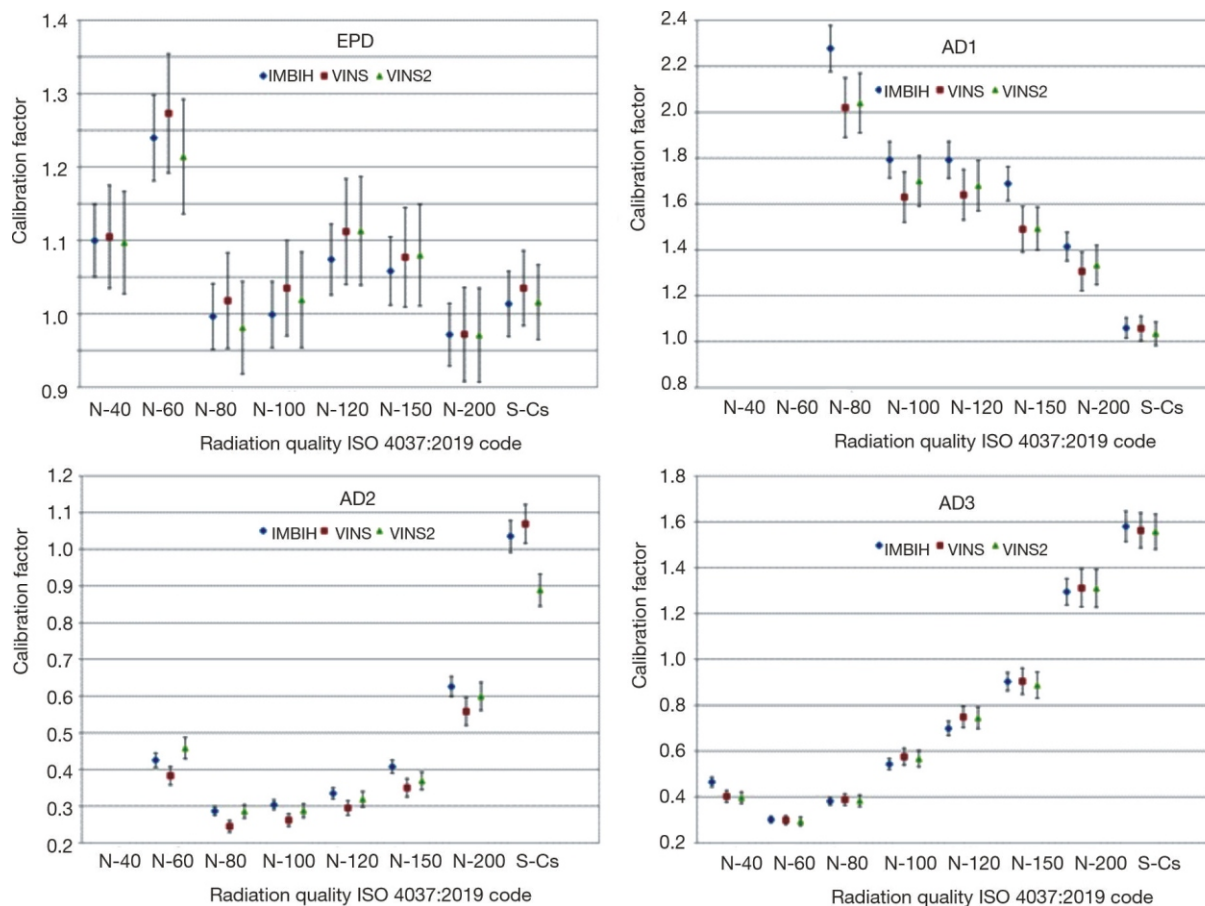 EPD
IMBIH VINS VINS2
Calibration factor
1.4
1.3
1.2
1.1
1.0
0.9
N-40 N-60 N-80 N-100 N-120 N-150 N-200 S-Cs
Radiation quality ISO 4037:2019 code
AD1
IMBIH VINS VINS2
Calibration factor
2.4
2.2
2.0
1.8
1.6
1.4
1.2
1.0
0.8
N-40 N-60 N-80 N-100 N-120 N-150 N-200 S-Cs
Radiation quality ISO 4037:2019 code
AD2
IMBIH VINS VINS2
Calibration factor
1.2
1.1
1.0
0.9
0.8
0.7
0.6
0.5
0.4
0.3
0.2
N-40 N-60 N-80 N-100 N-120 N-150 N-200 S-Cs
Radiation quality ISO 4037:2019 code
AD3
IMBIH VINS VINS2
Calibration factor
1.8
1.6
1.4
1.2
1.0
0.8
0.6
0.4
0.2
N-40 N-60 N-80 N-100 N-120 N-150 N-200 S-Cs
Radiation quality ISO 4037:2019 code